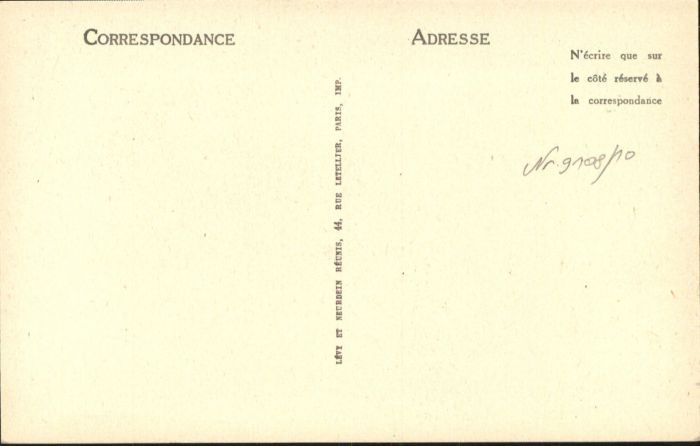 CORRESPONDANCE
ADRESSE
N'écrire que sur
le côté réservé à
la correspondance
Nr. 9108/10
LÉVY ET NEURDEIN RÉUNIS, 44, RUE LETELLIER, PARIS, IMP.